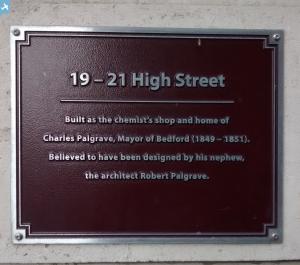 19 – 21 High Street
Built as the chemist's shop and home of
Charles Palgrave, Mayor of Bedford (1849 – 1851).
Believed to have been designed by his nephew,
the architect Robert Palgrave.